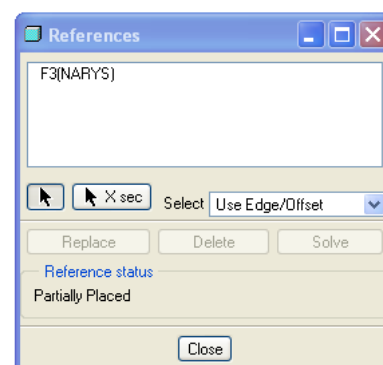 References
F3(NARYS)
X sec Select Use Edge/Offset
Replace Delete Solve
Reference status
Partially Placed
Close